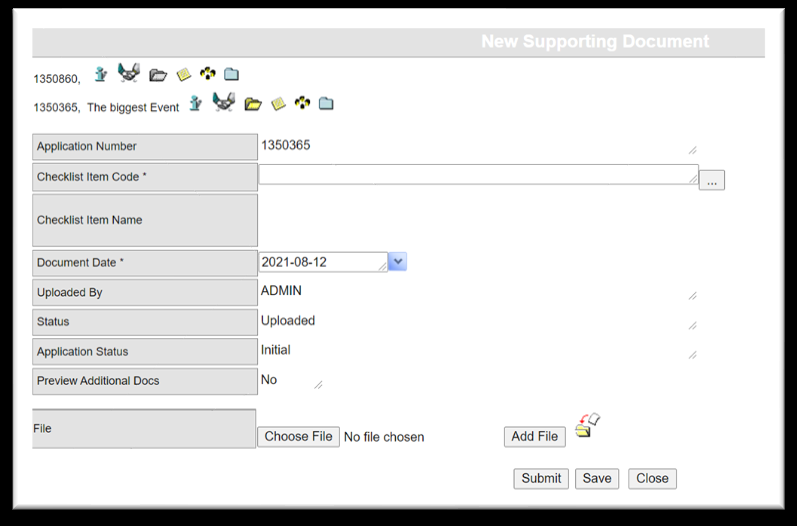 New Supporting Document
1350860,
1350365, The biggest Event
Application Number 1350365
Checklist Item Code * ...
Checklist Item Name
Document Date * 2021-08-12
Uploaded By ADMIN
Status Uploaded
Application Status Initial
Preview Additional Docs No
File Choose File No file chosen Add File
Submit Save Close